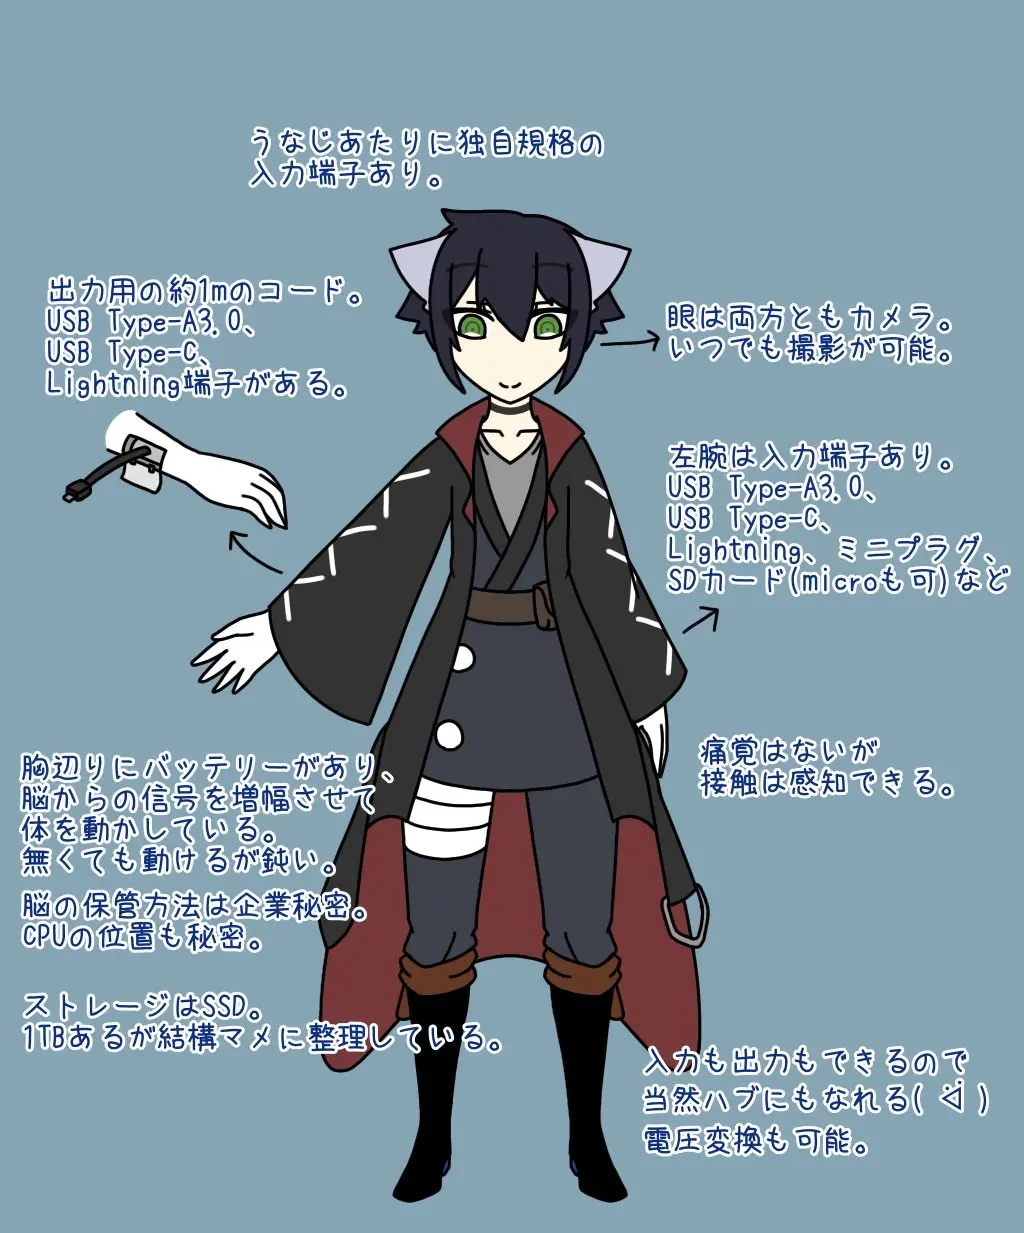 うなじあたりに独自規格の
入力端子あり。
出力用の約1mのコード。
USB Type-A3.0、
USB Type-C、
Lightning端子がある。
眼は両方ともカメラ。
いつでも撮影が可能。
左腕は入力端子あり。
USB Type-A3.0、
USB Type-C、
Lightning、ミニプラグ、
SDカード(microも可)など
痛覚はないが
接触は感知できる。
胸辺りにバッテリーがあり、
脳からの信号を増幅させて
体を動かしている。
無くても動けるが鈍い。
脳の保管方法は企業秘密。
CPUの位置も秘密。
ストレージはSSD。
1TBあるが結構マメに整理している。
入力も出力もできるので
当然ハブにもなれる( ᐛ )
電圧変換も可能。